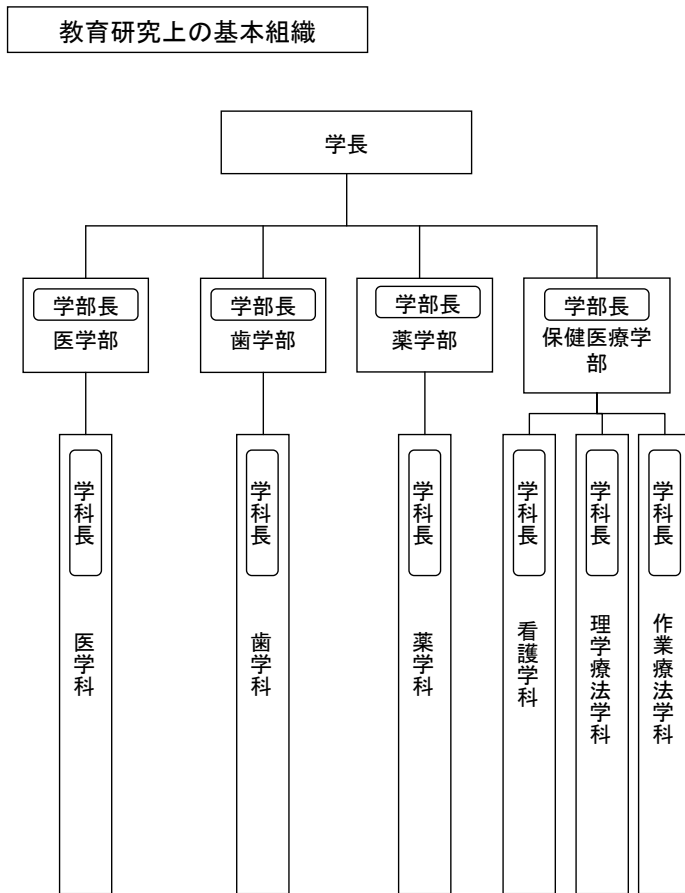 教育研究上の基本組織
学長
学部長
医学部
学部長
歯学部
学部長
薬学部
学部長
保健医療学
部
学科長
医学科
学科長
歯学科
学科長
薬学科
学科長
看護学科
学科長
理学療法学科
学科長
作業療法学科